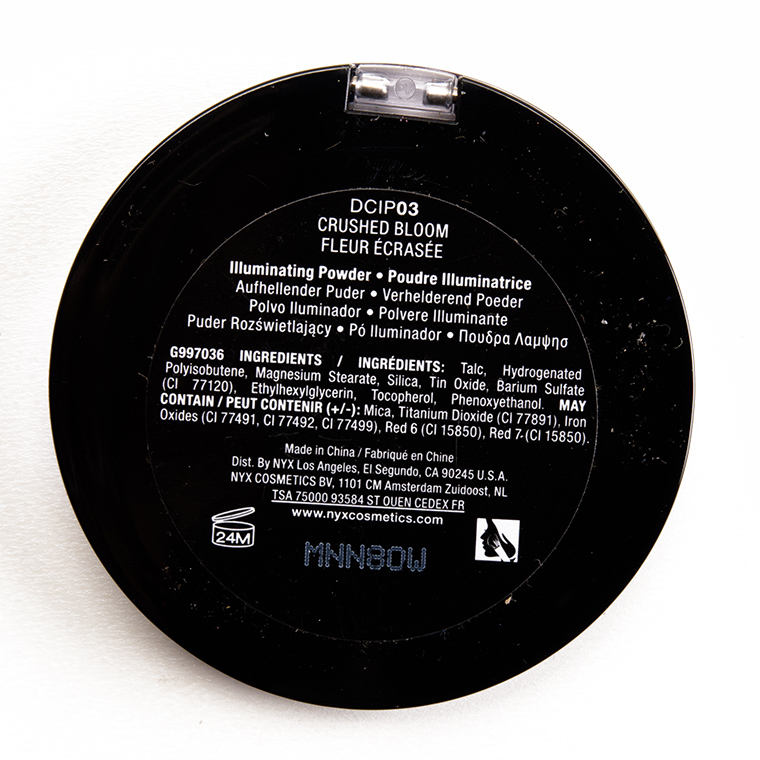 DCIP03
CRUSHED BLOOM
FLEUR ÉCRASÉE
Illuminating Powder • Poudre Illuminatrice
Aufhellender Puder • Verhelderend Poeder
Polvo Iluminador • Polvere Illuminante
Puder Rozświetlający • Pó Iluminador • Πουδρα Λαμψησ
G997036 INGREDIENTS / INGRÉDIENTS: Talc, Hydrogenated
Polyisobutene, Magnesium Stearate, Silica, Tin Oxide, Barium Sulfate
(CI 77120), Ethylhexylglycerin, Tocopherol, Phenoxyethanol. MAY
CONTAIN / PEUT CONTENIR (+/-): Mica, Titanium Dioxide (CI 77891), Iron
Oxides (CI 77491, CI 77492, CI 77499), Red 6 (CI 15850), Red 7 (CI 15850).
Made in China / Fabriqué en Chine
Dist. By NYX Los Angeles, El Segundo, CA 90245 U.S.A.
NYX COSMETICS BV, 1101 CM Amsterdam Zuidoost, NL
TSA 75000 93584 ST OUEN CEDEX FR
www.nyxcosmetics.com
24M
MNN80W